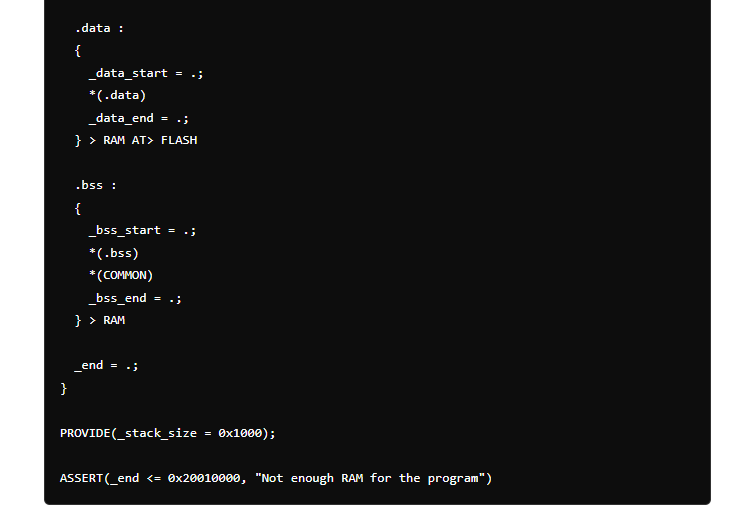 .data :
{
_data_start = .;
*(.data)
_data_end = .;
} > RAM AT> FLASH
.bss :
{
_bss_start = .;
*(.bss)
*(COMMON)
_bss_end = .;
} > RAM
_end = .;
}
PROVIDE(_stack_size = 0x1000);
ASSERT(_end <= 0x20010000, "Not enough RAM for the program")